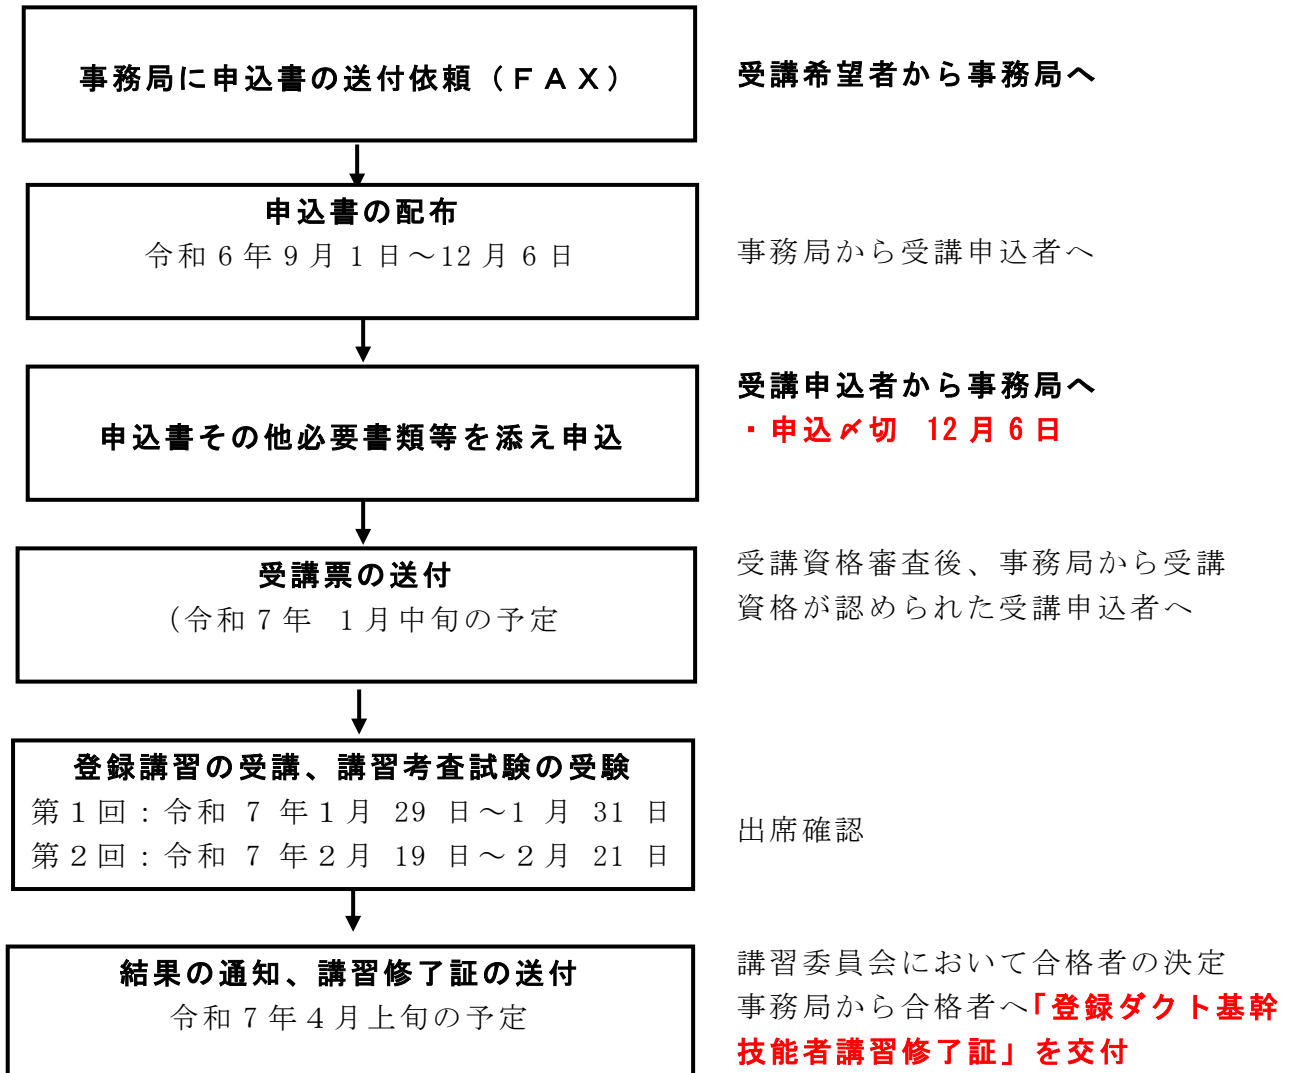 事務局に申込書の送付依頼（ＦＡＸ）
受講希望者から事務局へ
申込書の配布
令和６年９月１日～12月６日
事務局から受講申込者へ
申込書その他必要書類等を添え申込
受講申込者から事務局へ
・申込〆切　12月６日
受講票の送付
(令和７年 １月中旬の予定
受講資格審査後、事務局から受講
資格が認められた受講申込者へ
登録講習の受講、講習考査試験の受験
第１回：令和 7 年１月 29 日～1 月 31 日
第２回：令和 7 年２月 19 日～２月 21 日
出席確認
結果の通知、講習修了証の送付
令和７年４月上旬の予定
講習委員会において合格者の決定
事務局から合格者へ「登録ダクト基幹
技能者講習修了証」を交付